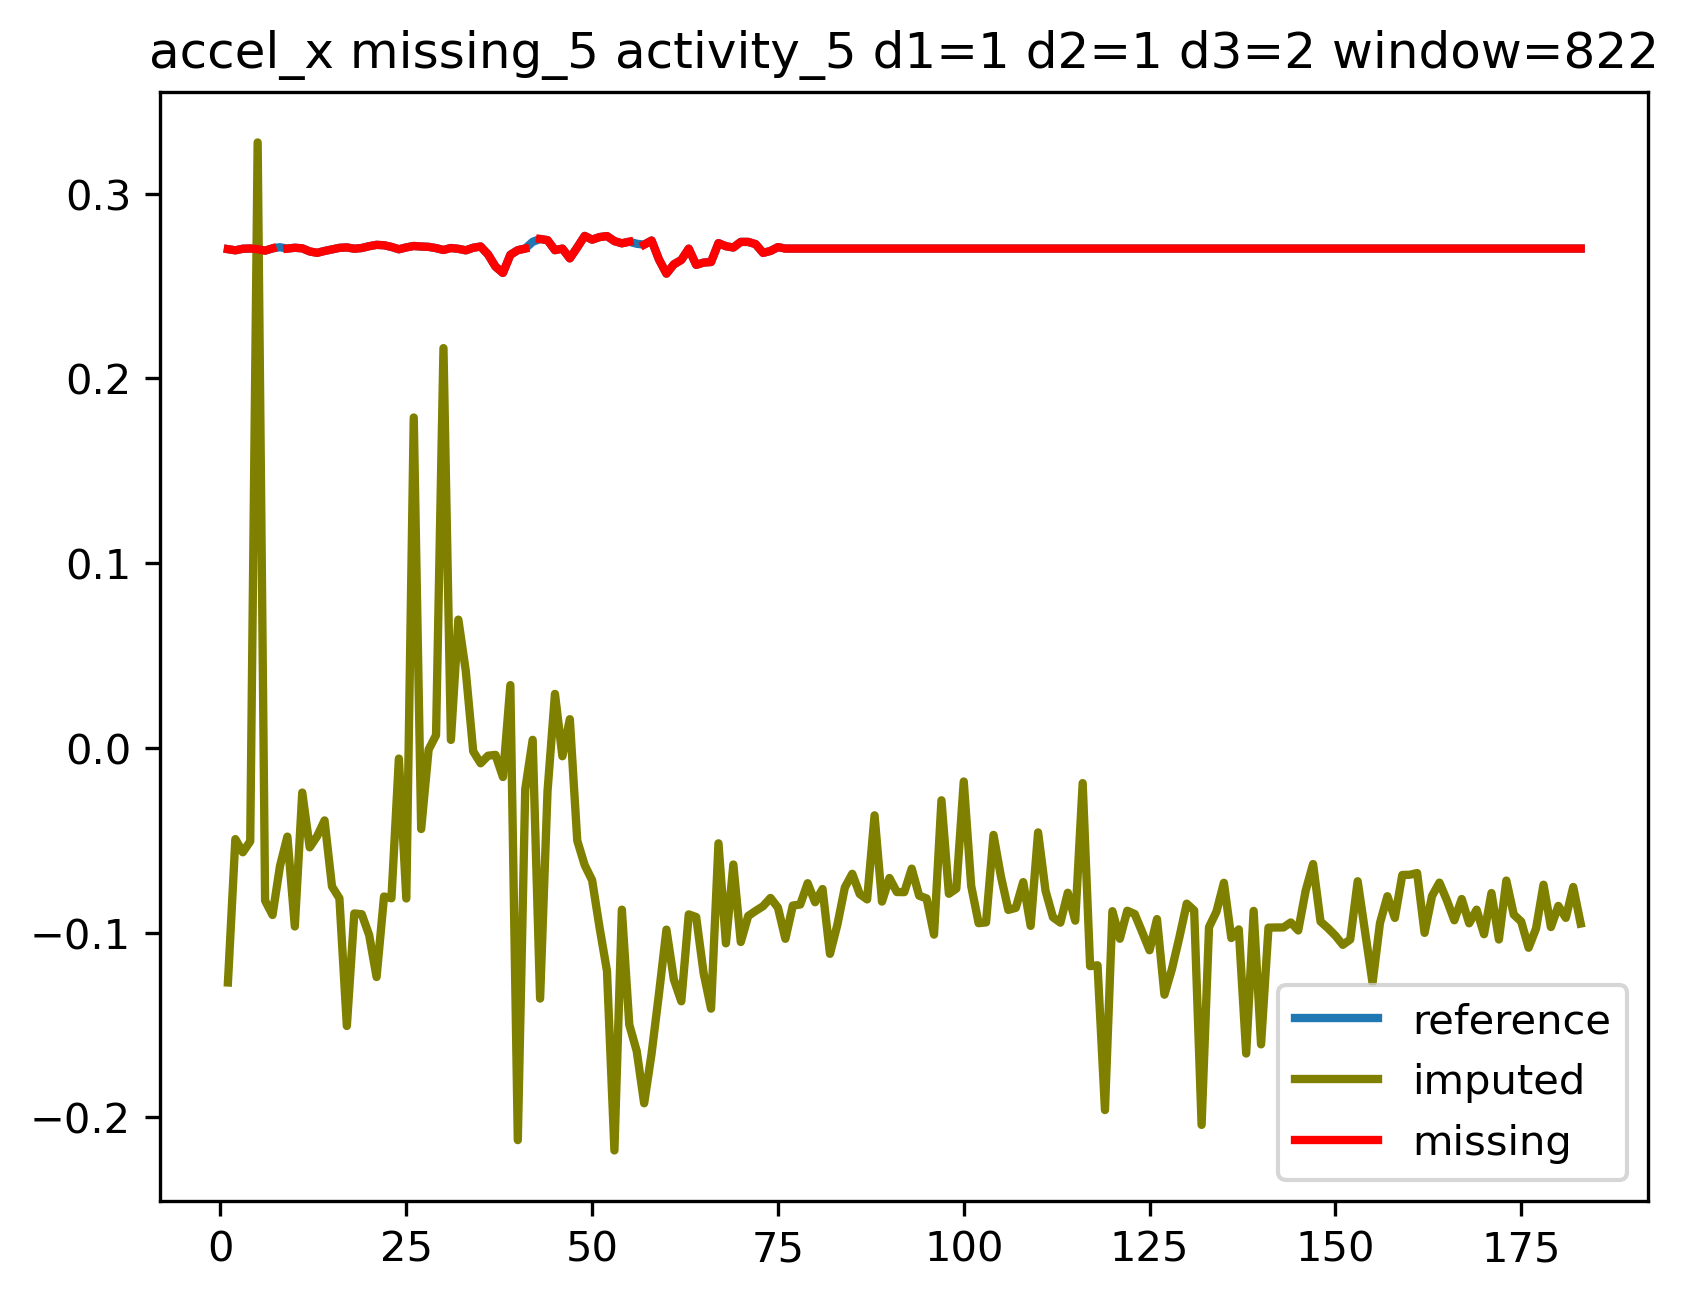 accel_x missing_5 activity_5 d1=1 d2=1 d3=2 window=822
0.3
0.2
0.1
0.0
−0.1
−0.2
0 25 50 75 100 125 150 175
reference
imputed
missing